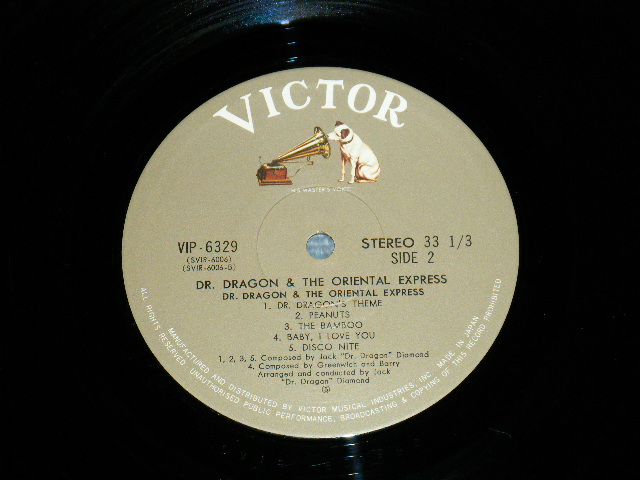 VICTOR
"HIS MASTER'S VOICE"
VIP-6329
(SVIR-6006)
(SVIR-6006-B)
STEREO 33 1/3
SIDE 2
DR. DRAGON & THE ORIENTAL EXPRESS
DR. DRAGON & THE ORIENTAL EXPRESS
1. DR. DRAGON'S THEME
2. PEANUTS
3. THE BAMBOO
4. BABY, I LOVE YOU
5. DISCO NITE
1, 2, 3, 5. Composed by Jack "Dr. Dragon" Diamond
4. Composed by Greenwich and Barry
Arranged and conducted by Jack
"Dr. Dragon" Diamond
MANUFACTURED AND DISTRIBUTED BY VICTOR MUSICAL INDUSTRIES, INC. MADE IN JAPAN
ALL RIGHTS RESERVED. UNAUTHORISED PUBLIC PERFORMANCE, BROADCASTING & COPYING OF THIS RECORD PROHIBITED